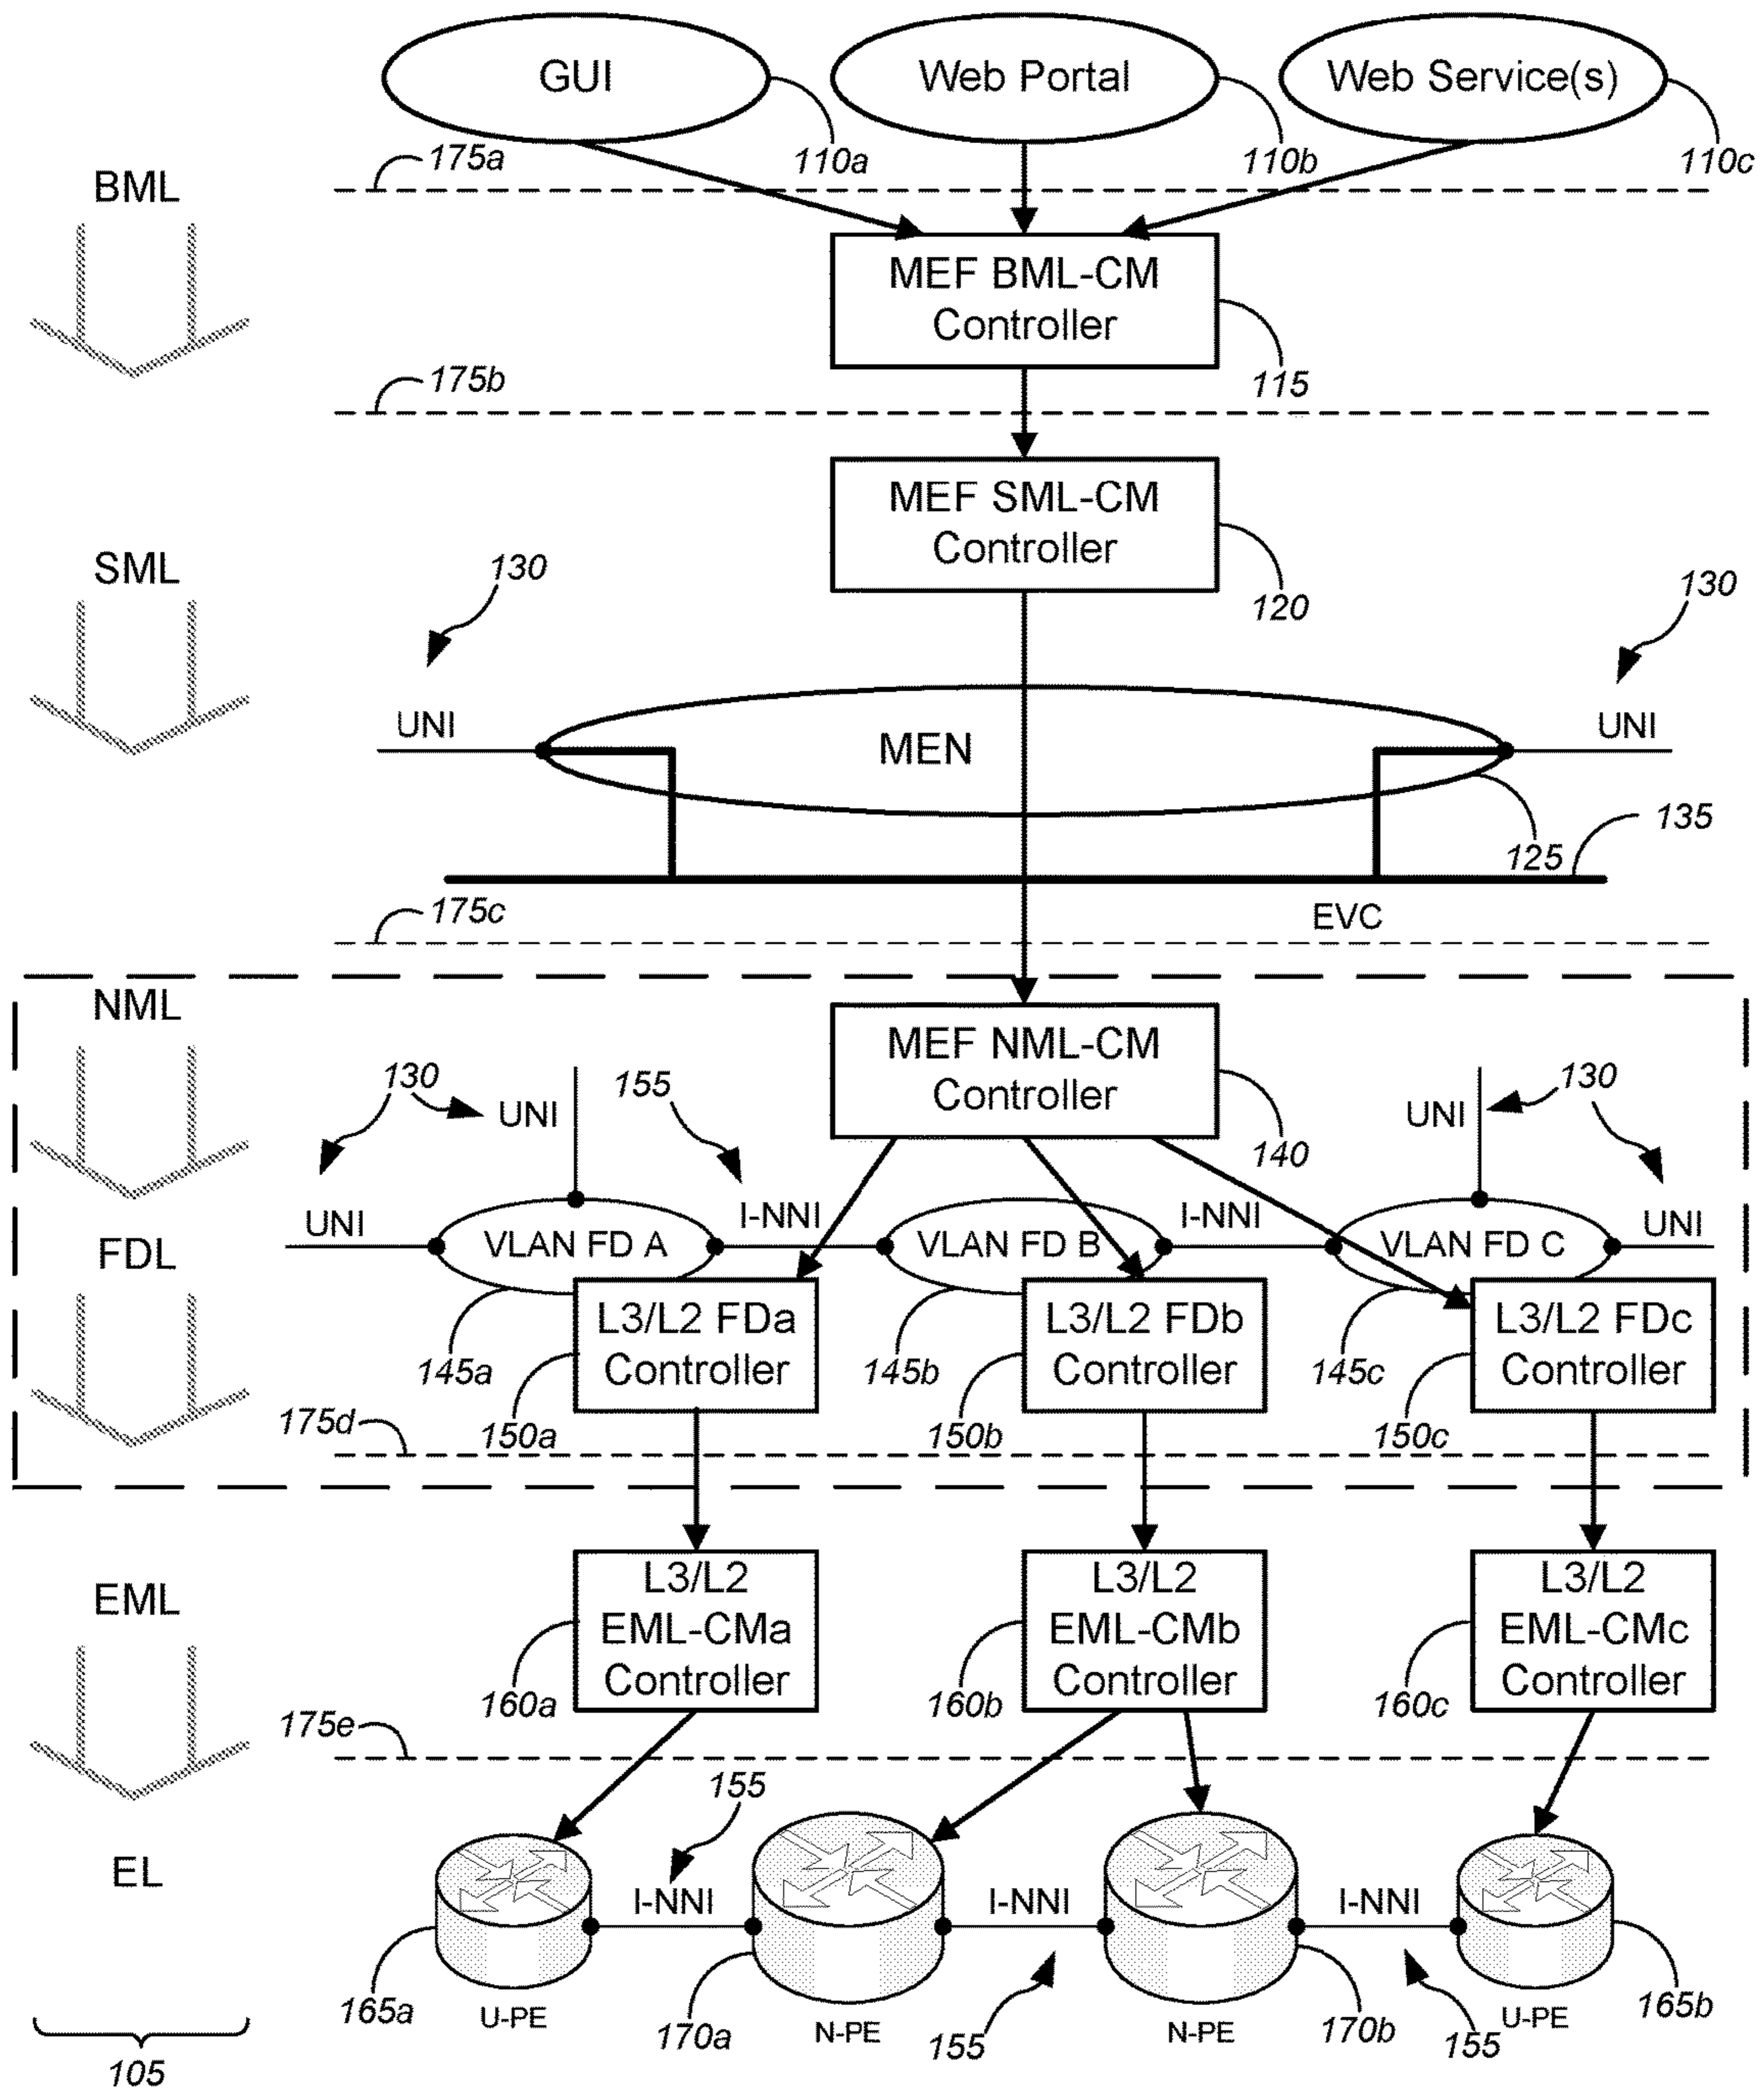 GUI
Web Portal
Web Service(s)
110a
110b
110c
175a
BML
MEF BML-CM
Controller
115
175b
MEF SML-CM
Controller
120
SML
130
130
UNI
MEN
UNI
125
135
EVC
175c
NML
MEF NML-CM
Controller
140
130
UNI
155
UNI
130
UNI
I-NNI
I-NNI
UNI
FDL
VLAN FD A
VLAN FD B
VLAN FD C
L3/L2 FDa
Controller
L3/L2 FDb
Controller
L3/L2 FDc
Controller
145a
145b
145c
150a
150b
150c
175d
EML
L3/L2
EML-CMa
Controller
L3/L2
EML-CMb
Controller
L3/L2
EML-CMc
Controller
160a
160b
160c
175e
155
EL
I-NNI
I-NNI
I-NNI
165a
U-PE
170a
N-PE
155
N-PE
170b
155
U-PE
165b
105